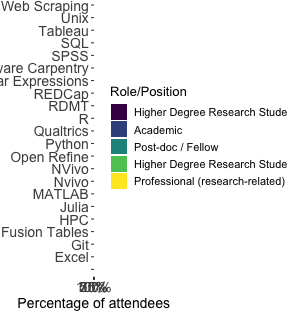 Web Scraping
Unix
Tableau
SQL
SPSS
ware Carpentry
ar Expressions
REDCap
RDMT
R
Qualtrics
Python
Open Refine
NVivo
Nvivo
MATLAB
Julia
HPC
Fusion Tables
Git
Excel
Role/Position
Higher Degree Research Stude
Academic
Post-doc / Fellow
Higher Degree Research Stude
Professional (research-related)
Percentage of attendees